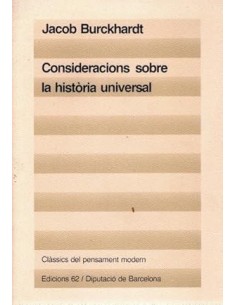 Jacob Burckhardt
Consideracions sobre
la història universal
Clàssics del pensament modern
Edicions 62 / Diputació de Barcelona